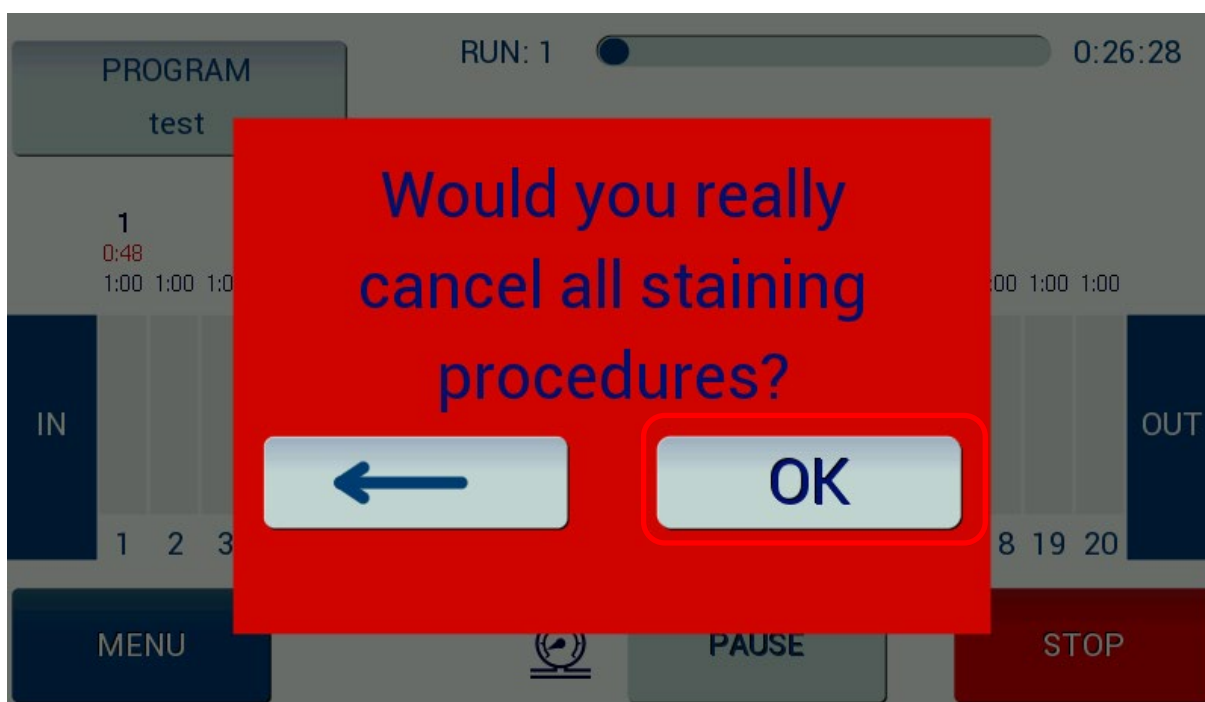 RUN: 1 0:26:28
PROGRAM
test
Would you really
cancel all staining
procedures?
1
0:48
1:00 1:00 1:0 :00 1:00 1:00
IN
OUT
OK
1 2 3 8 19 20
MENU PAUSE STOP